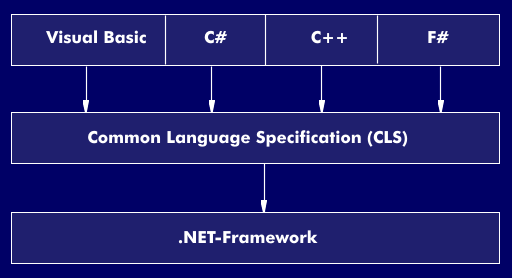 Visual Basic C# C++ F#
Common Language Specification (CLS)
.NET-Framework